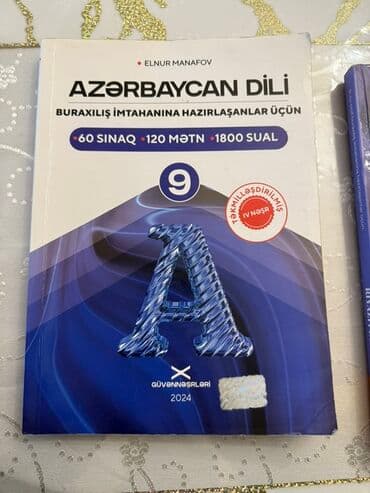 • ELNUR MANAFOV
AZƏRBAYCAN DİLİ
BURAXILIŞ İMTAHANINA HAZIRLAŞANLAR ÜÇÜN
•60 SINAQ •120 MƏTN •1800 SUAL
9
TƏKMİLLƏŞDİRİLMİŞ
IV NƏŞR
A
GÜVƏNNƏŞRLƏRİ
2024